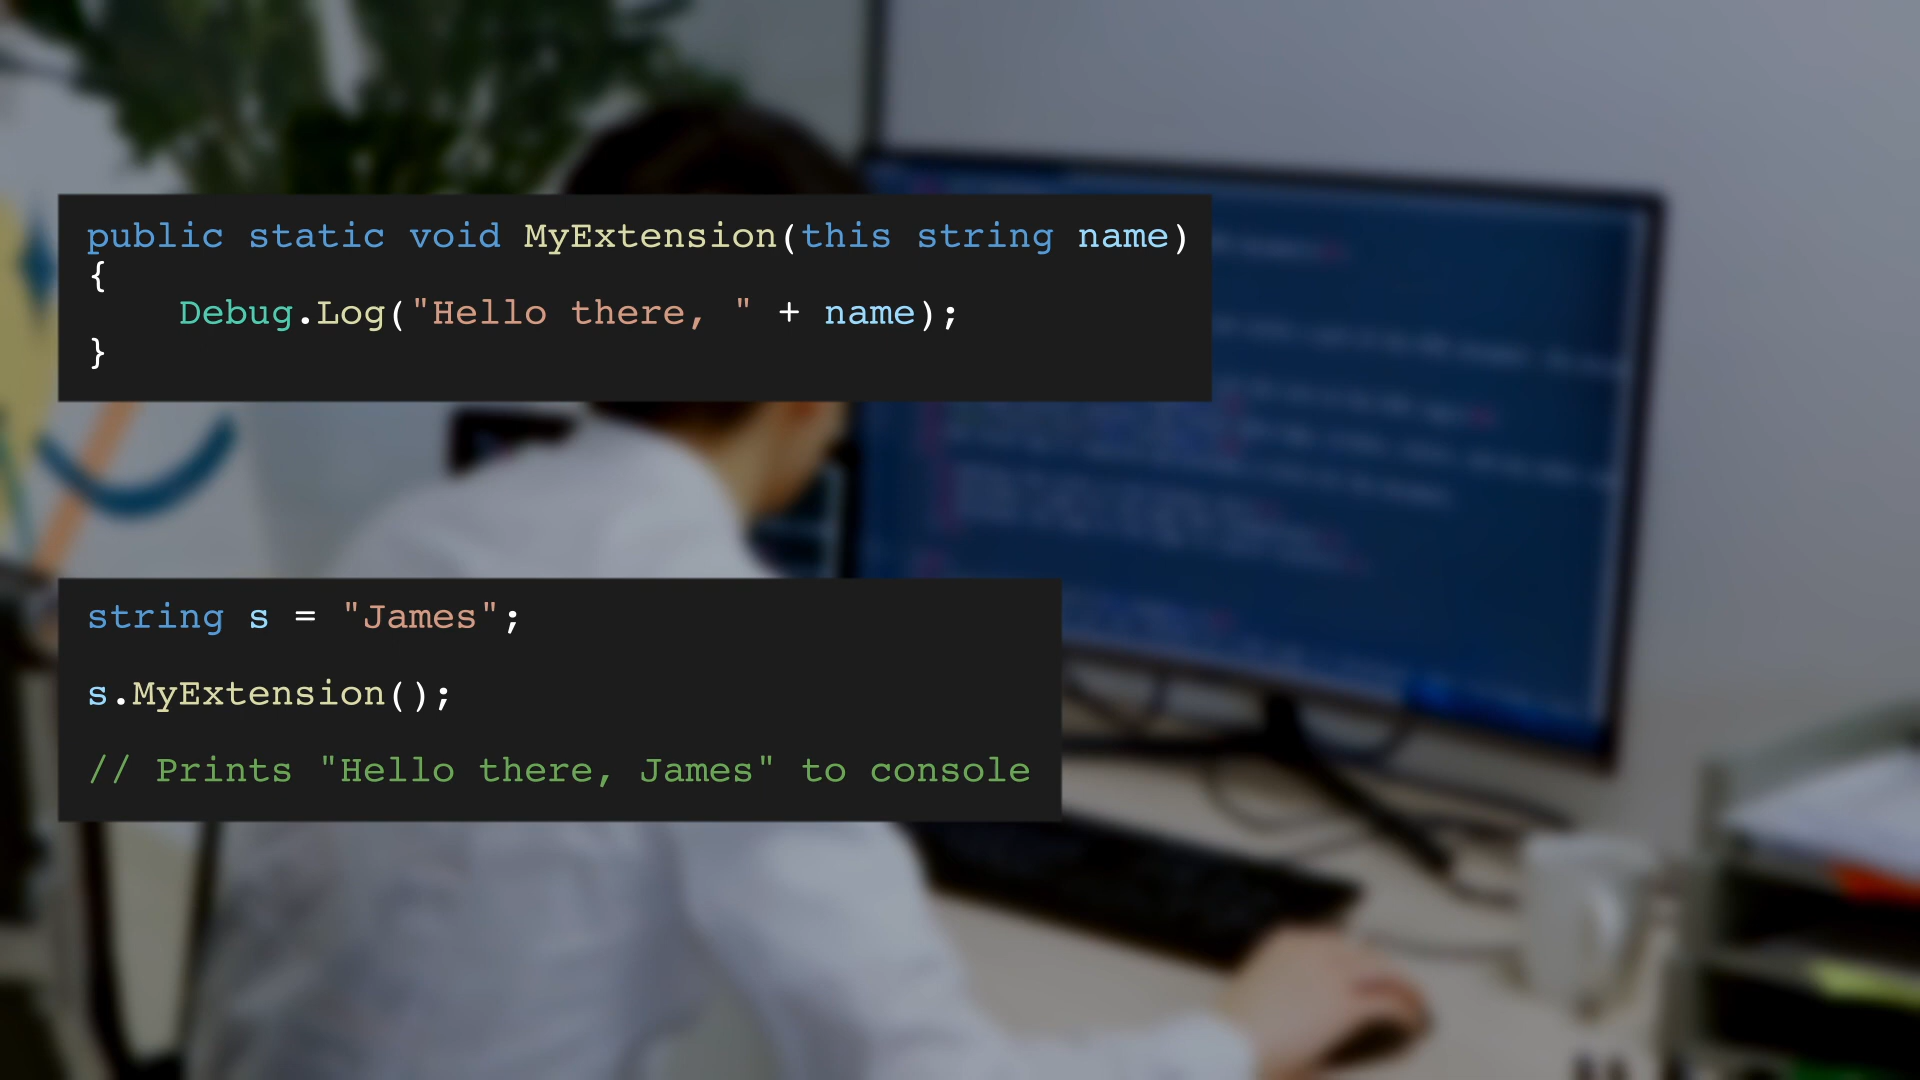 public static void MyExtension(this string name)
{
    Debug.Log("Hello there, " + name);
}
string s = "James";
s.MyExtension();
// Prints "Hello there, James" to console